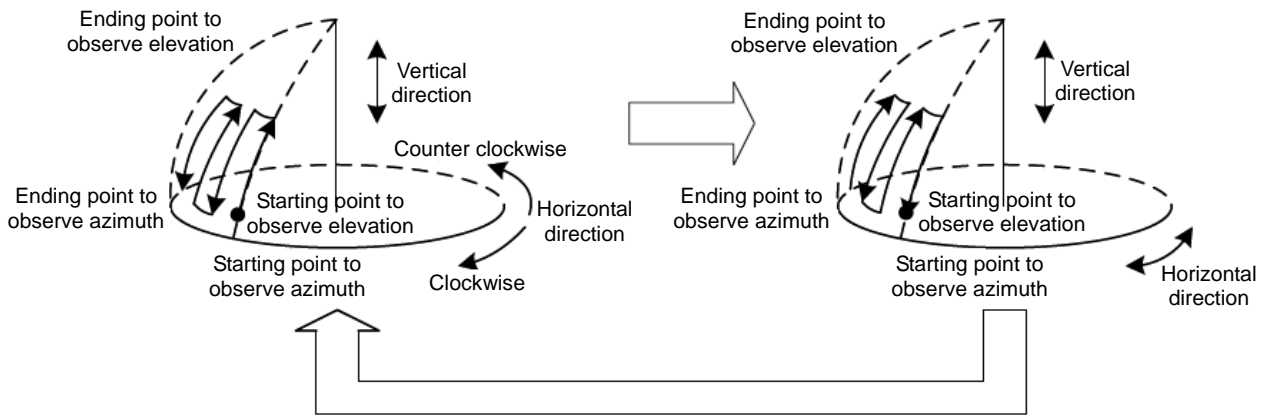 Ending point to
observe elevation
Vertical
direction
Counter clockwise
Ending point to
observe azimuth
Starting point to
observe elevation
Horizontal
direction
Starting point to
observe azimuth
Clockwise
Ending point to
observe elevation
Vertical
direction
Ending point to
observe azimuth
Starting point to
observe elevation
Starting point to
observe azimuth
Horizontal
direction